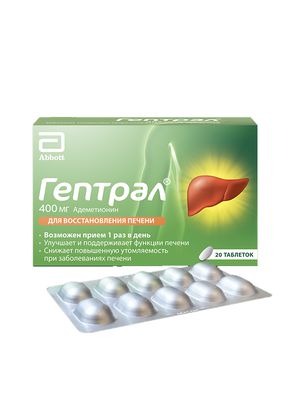 Abbott
Гептрал®
400 мг Адеметионин
ДЛЯ ВОССТАНОВЛЕНИЯ ПЕЧЕНИ
• Возможен прием 1 раз в день
• Улучшает и поддерживает функции печени
• Снижает повышенную утомляемость
при заболеваниях печени
20 ТАБЛЕТОК